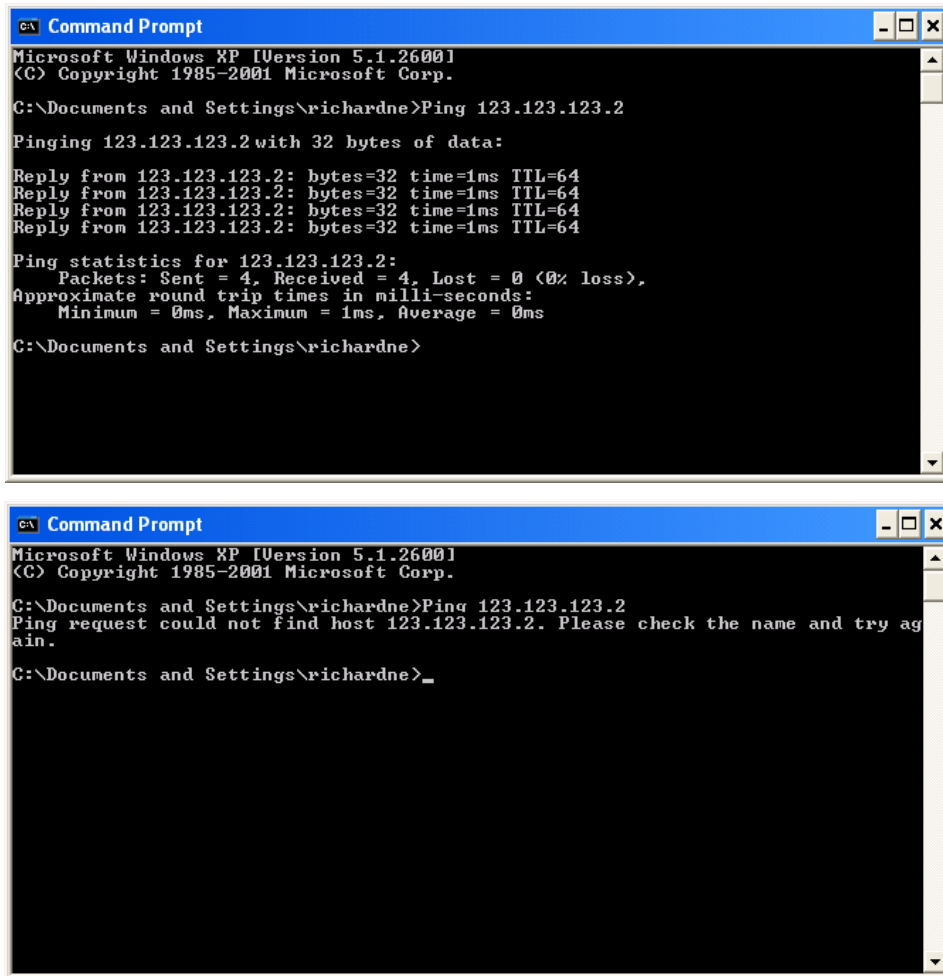 Command Prompt
Microsoft Windows XP [Version 5.1.2600]
(C) Copyright 1985-2001 Microsoft Corp.
C:\Documents and Settings\richardne>Ping 123.123.123.2
Pinging 123.123.123.2 with 32 bytes of data:
Reply from 123.123.123.2: bytes=32 time=1ms TTL=64
Reply from 123.123.123.2: bytes=32 time=1ms TTL=64
Reply from 123.123.123.2: bytes=32 time=1ms TTL=64
Reply from 123.123.123.2: bytes=32 time=1ms TTL=64
Ping statistics for 123.123.123.2:
Packets: Sent = 4, Received = 4, Lost = 0 (0% loss),
Approximate round trip times in milli-seconds:
Minimum = 0ms, Maximum = 1ms, Average = 0ms
C:\Documents and Settings\richardne>
Command Prompt
Microsoft Windows XP [Version 5.1.2600]
(C) Copyright 1985-2001 Microsoft Corp.
C:\Documents and Settings\richardne>Ping 123.123.123.2
Ping request could not find host 123.123.123.2. Please check the name and try ag
ain.
C:\Documents and Settings\richardne>_